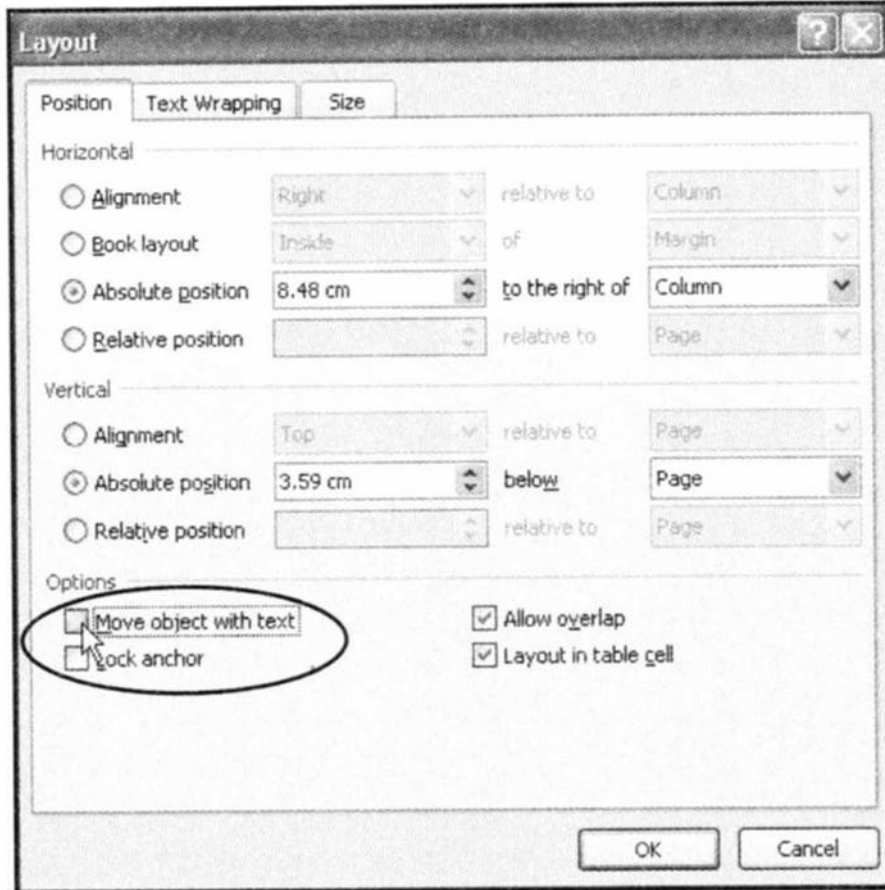 Layout
Position Text Wrapping Size
Horizontal
Alignment Right relative to Column
Book layout Inside of Margin
Absolute position 8.48 cm to the right of Column
Relative position relative to Page
Vertical
Alignment Top relative to Page
Absolute position 3.59 cm below Page
Relative position relative to Page
Options
Move object with text Allow overlap
Lock anchor Layout in table cell
OK Cancel